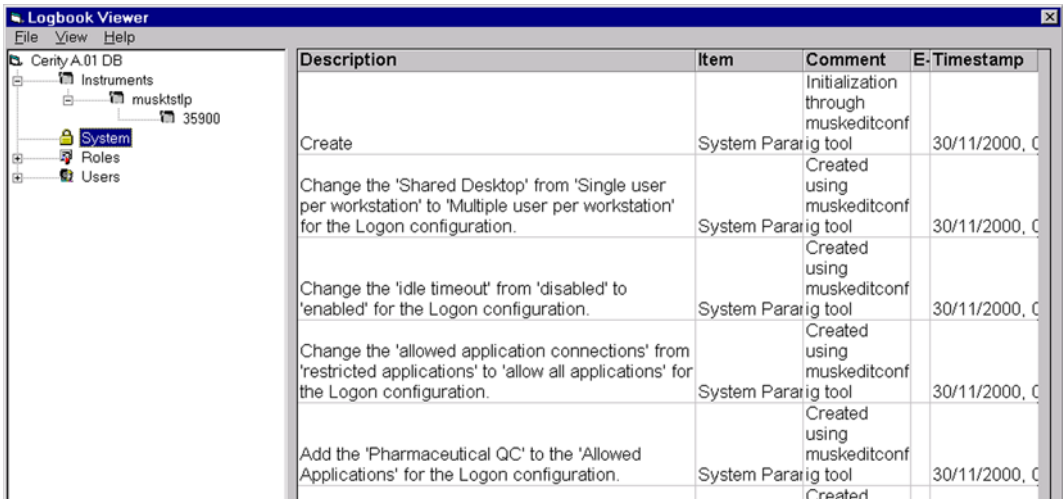 Logbook Viewer
File View Help
Cerity A.01 DB
Instruments
musktstlp
35900
System
Roles
Users
Description Item Comment E- Timestamp
Initialization
through
muskeditconf
Create System Parar ig tool 30/11/2000, 0
Created
Change the 'Shared Desktop' from 'Single user using
per workstation' to 'Multiple user per workstation' muskeditconf
for the Logon configuration. System Parar ig tool 30/11/2000, 0
Created
using
Change the 'idle timeout' from 'disabled' to muskeditconf
'enabled' for the Logon configuration. System Parar ig tool 30/11/2000, 0
Created
Change the 'allowed application connections' from using
'restricted applications' to 'allow all applications' for muskeditconf
the Logon configuration. System Parar ig tool 30/11/2000, 0
Created
using
Add the 'Pharmaceutical QC' to the 'Allowed muskeditconf
Applications' for the Logon configuration. System Parar ig tool 30/11/2000, 0
Created